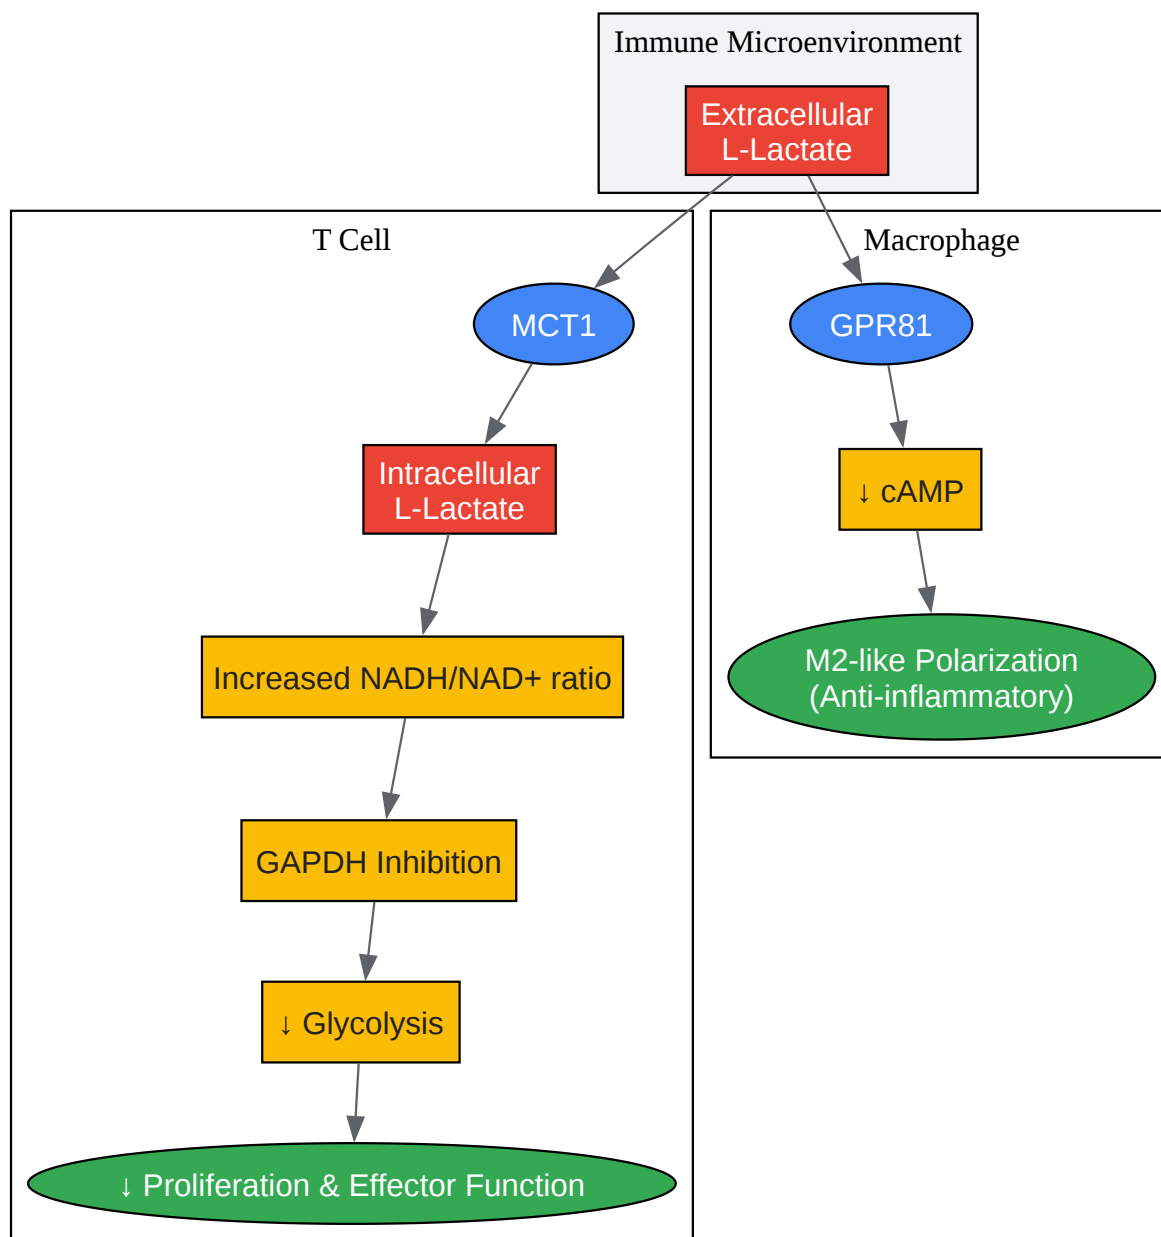 Immune Microenvironment
Extracellular
L-Lactate
T Cell
MCT1
Intracellular
L-Lactate
Increased NADH/NAD+ ratio
GAPDH Inhibition
↓ Glycolysis
↓ Proliferation & Effector Function
Macrophage
GPR81
↓ cAMP
M2-like Polarization
(Anti-inflammatory)